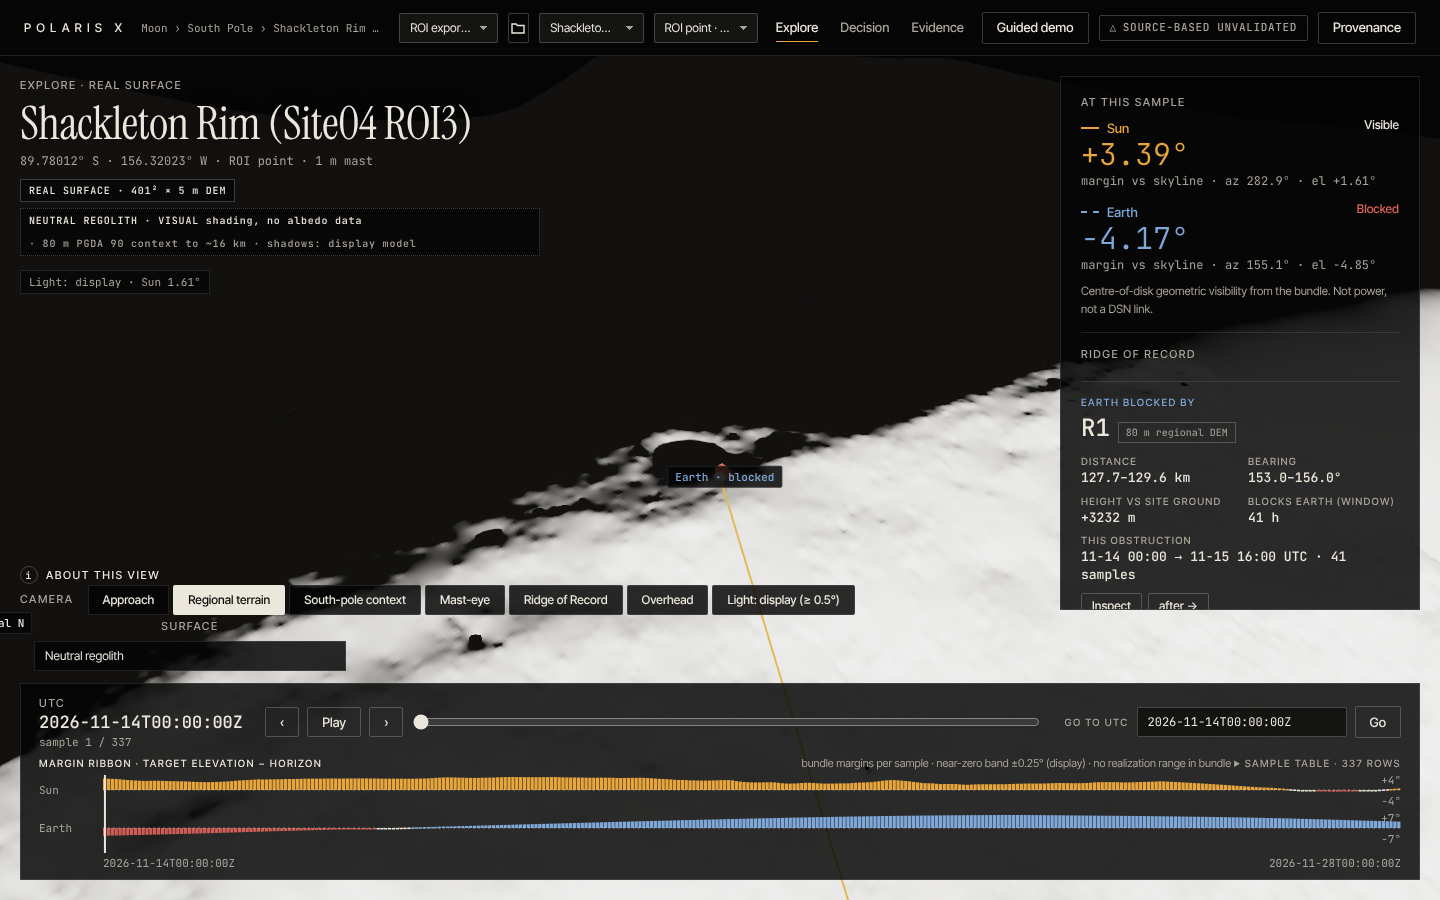 POLARIS X
Moon › South Pole › Shackleton Rim …
ROI expor...
Shackleto...
ROI point · ...
Explore
Decision
Evidence
Guided demo
△ SOURCE-BASED UNVALIDATED
Provenance
EXPLORE · REAL SURFACE
Shackleton Rim (Site04 ROI3)
89.78012° S · 156.32023° W · ROI point · 1 m mast
REAL SURFACE · 401² × 5 m DEM
NEUTRAL REGOLITH · VISUAL shading, no albedo data
· 80 m PGDA 90 context to ~16 km · shadows: display model
Light: display · Sun 1.61°
AT THIS SAMPLE
Sun
Visible
+3.39°
margin vs skyline · az 282.9° · el +1.61°
Earth
Blocked
-4.17°
margin vs skyline · az 155.1° · el -4.85°
Centre-of-disk geometric visibility from the bundle. Not power,
not a DSN link.
RIDGE OF RECORD
EARTH BLOCKED BY
R1
80 m regional DEM
DISTANCE
BEARING
127.7–129.6 km
153.0–156.0°
HEIGHT VS SITE GROUND
BLOCKS EARTH (WINDOW)
+3232 m
41 h
THIS OBSTRUCTION
11-14 00:00 → 11-15 16:00 UTC · 41
samples
Inspect
after →
Earth · blocked
i ABOUT THIS VIEW
CAMERA
Approach
Regional terrain
South-pole context
Mast-eye
Ridge of Record
Overhead
Light: display (≥ 0.5°)
al N
SURFACE
Neutral regolith
UTC
2026-11-14T00:00:00Z
sample 1 / 337
‹
Play
›
GO TO UTC
2026-11-14T00:00:00Z
Go
MARGIN RIBBON · TARGET ELEVATION − HORIZON
bundle margins per sample · near-zero band ±0.25° (display) · no realization range in bundle
▸ SAMPLE TABLE · 337 ROWS
Sun
+4°
-4°
Earth
+7°
-7°
2026-11-14T00:00:00Z
2026-11-28T00:00:00Z